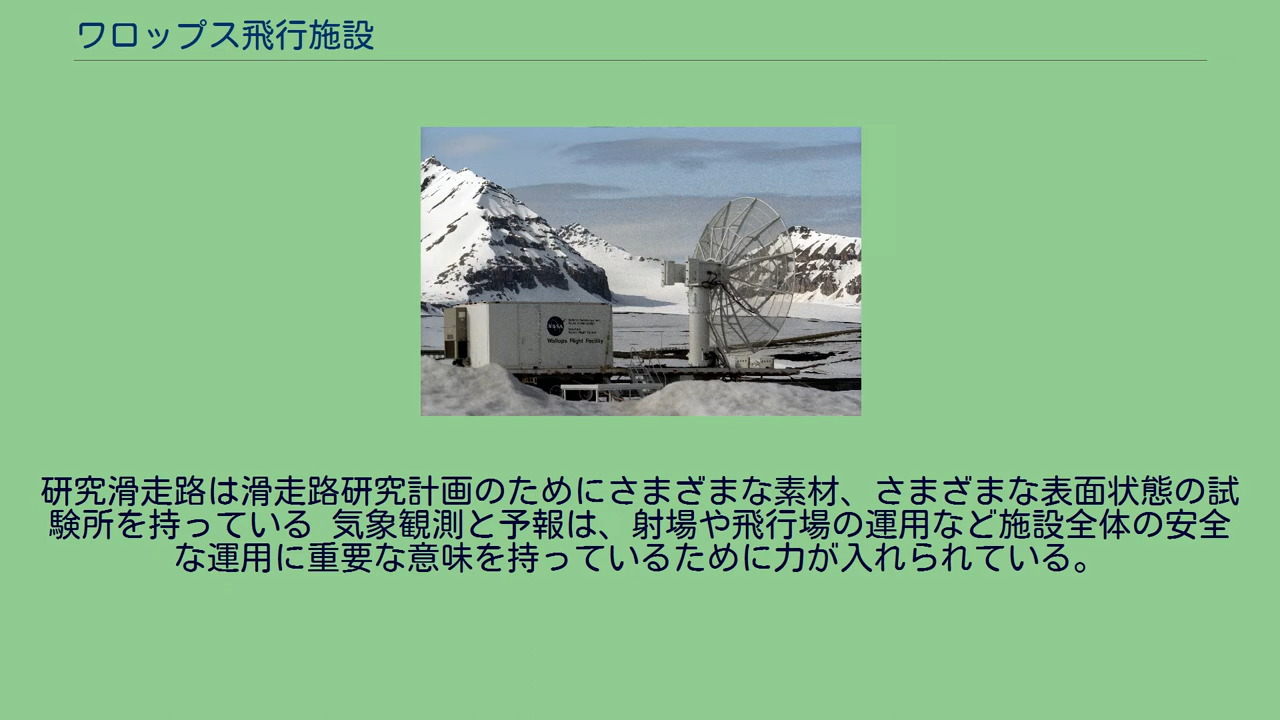 ワロップス飛行施設
NASA
Wallops Flight Facility
研究滑走路は滑走路研究計画のためにさまざまな素材、さまざまな表面状態の試
験所を持っている 気象観測と予報は、射場や飛行場の運用など施設全体の安全
な運用に重要な意味を持っているために力が入れられている。